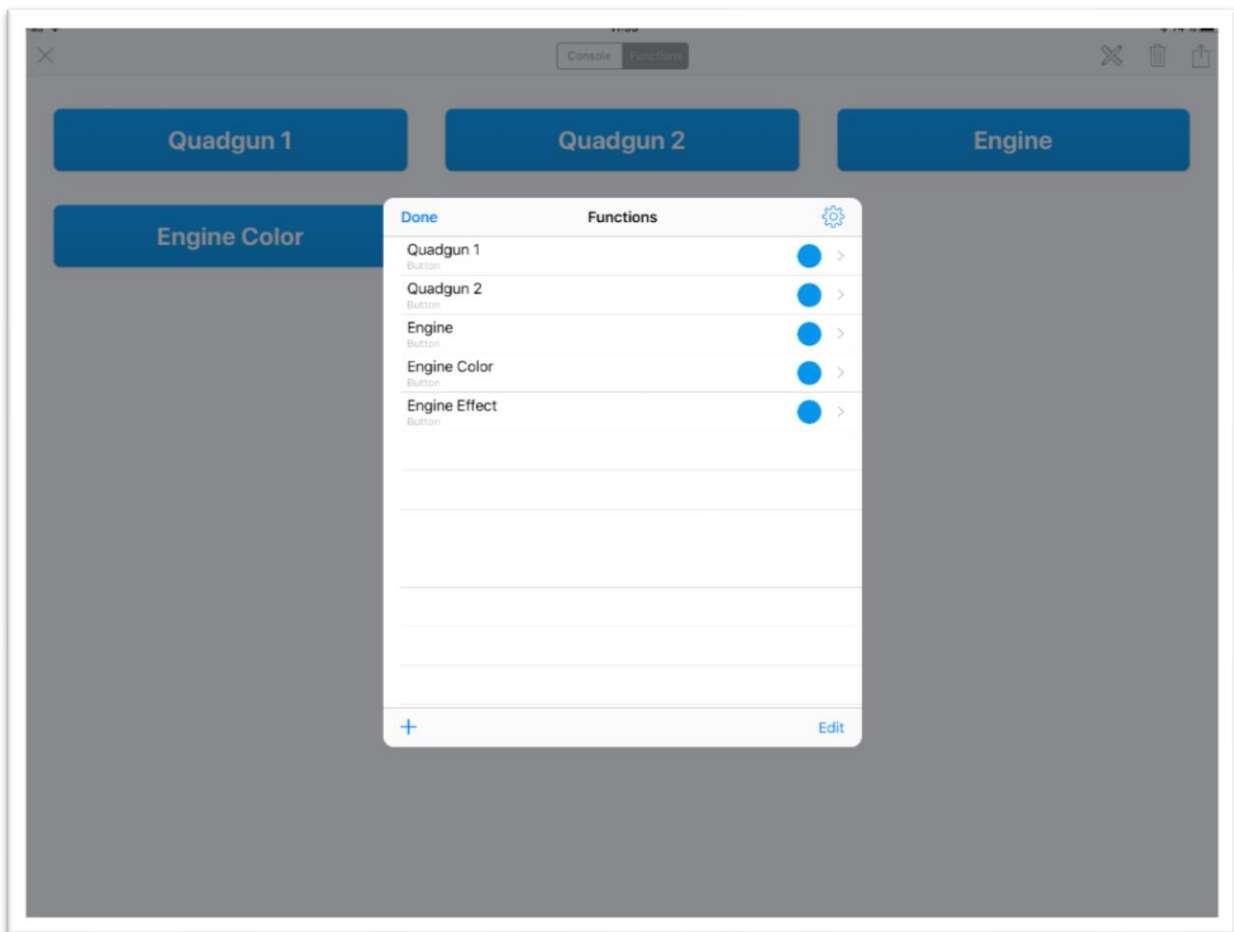 Console Functions
Quadgun 1 Quadgun 2 Engine
Engine Color
Done Functions
Quadgun 1
Button
Quadgun 2
Button
Engine
Button
Engine Color
Button
Engine Effect
Button
+ Edit